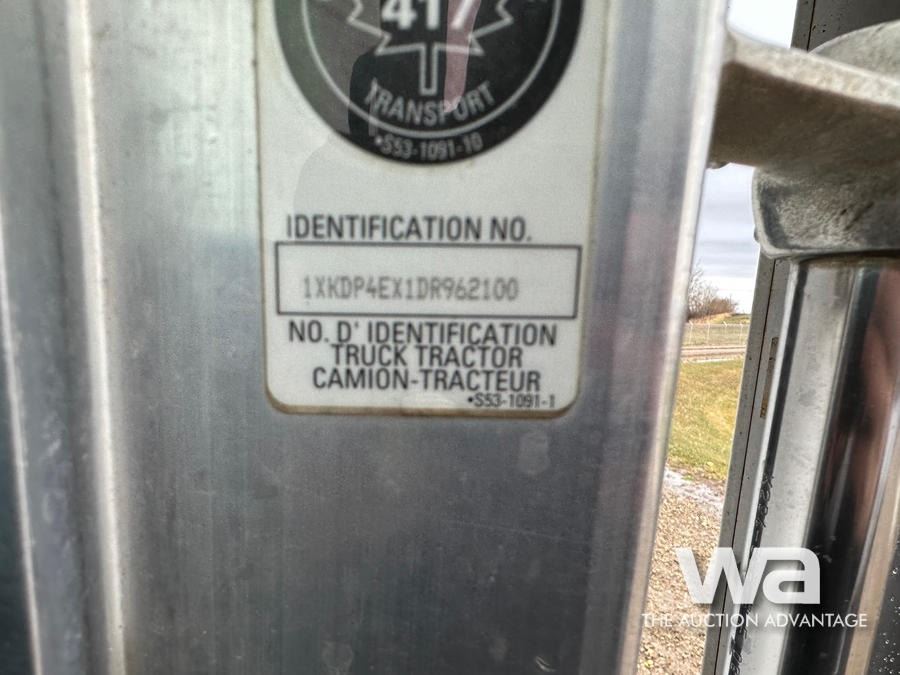 417
TRANSPORT
•S53-1091-10
IDENTIFICATION NO.
1XKDP4EX1DR962100
NO. D' IDENTIFICATION
TRUCK TRACTOR
CAMION-TRACTEUR
•S53-1091-1
wa
THE AUCTION ADVANTAGE